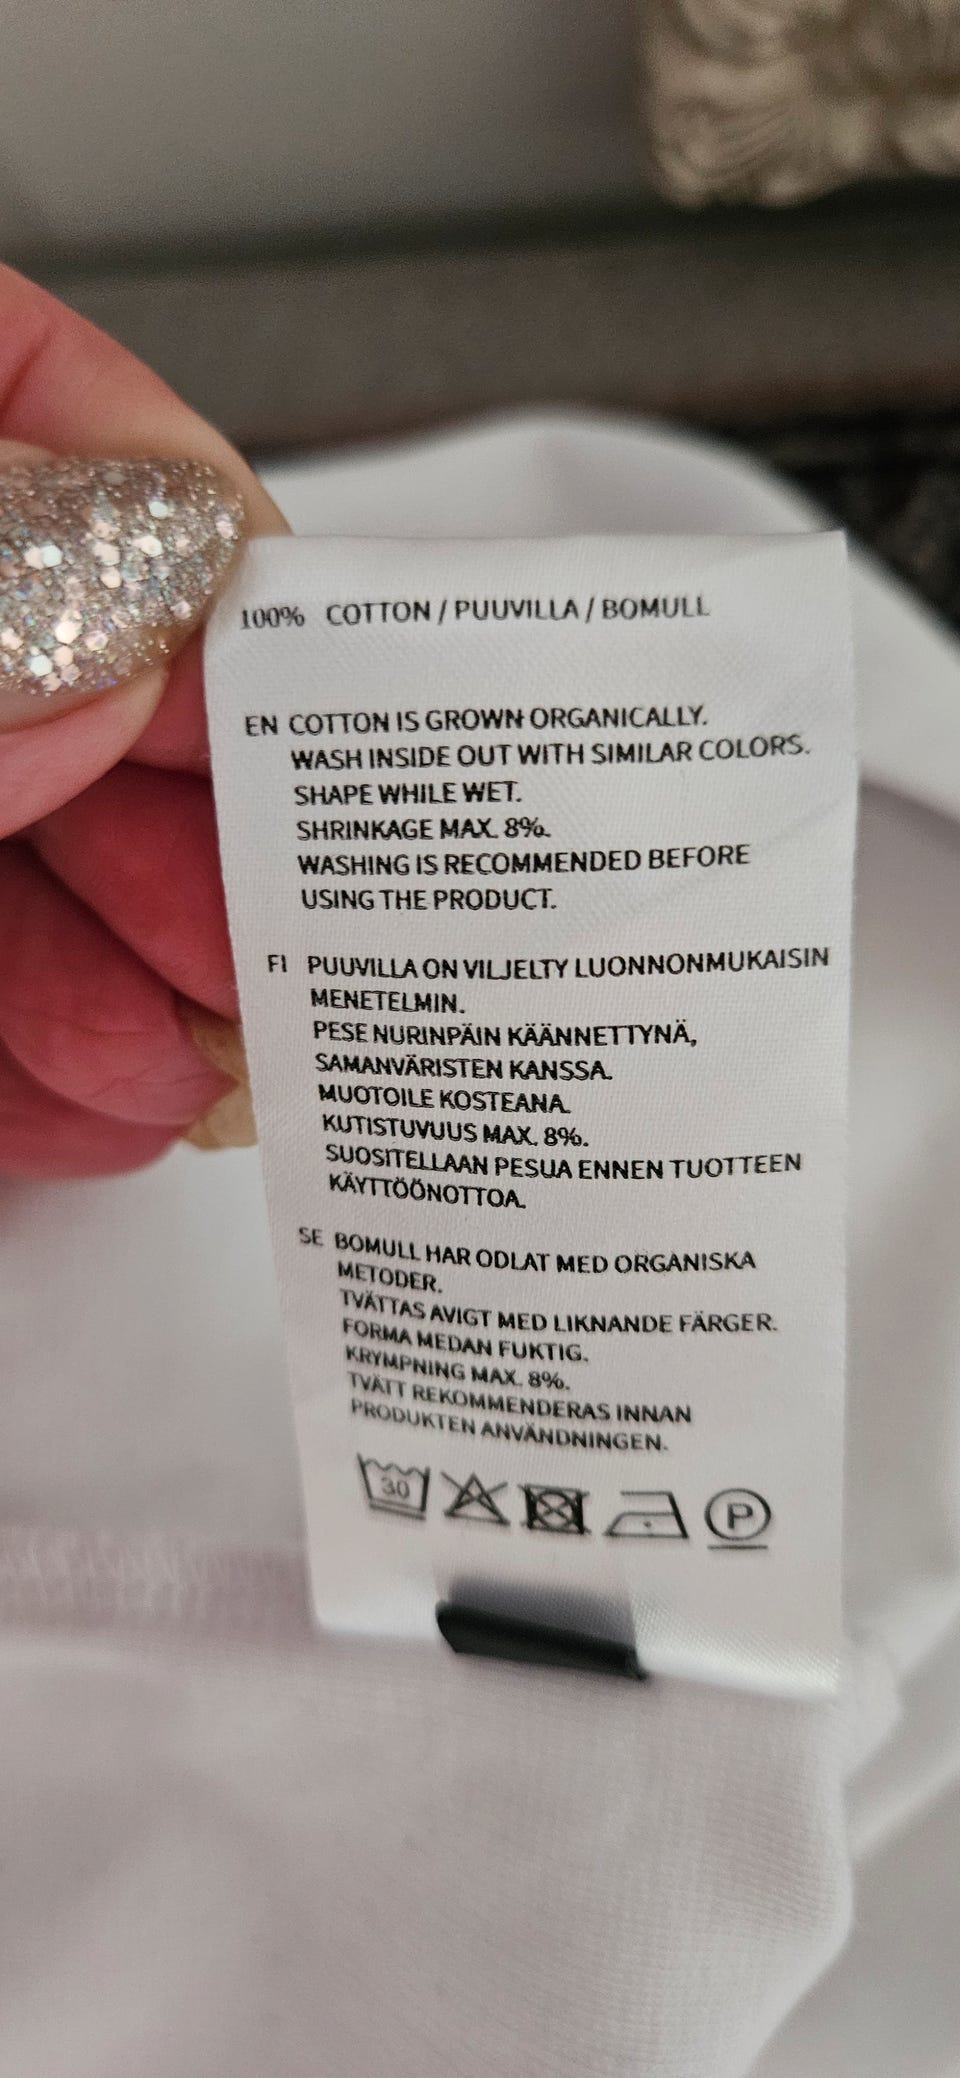 100% COTTON / PUUVILLA / BOMULL
EN COTTON IS GROWN ORGANICALLY.
WASH INSIDE OUT WITH SIMILAR COLORS.
SHAPE WHILE WET.
SHRINKAGE MAX. 8%.
WASHING IS RECOMMENDED BEFORE
USING THE PRODUCT.
FI PUUVILLA ON VILJELTY LUONNONMUKAISIN
MENETELMIN.
PESE NURINPÄIN KÄÄNNETTYNÄ,
SAMANVÄRISTEN KANSSA.
MUOTOILE KOSTEANA.
KUTISTUVUUS MAX. 8%.
SUOSITELLAAN PESUA ENNEN TUOTTEEN
KÄYTTÖÖNOTTOA.
SE BOMULL HAR ODLAT MED ORGANISKA
METODER.
TVÄTTAS AVIGT MED LIKNANDE FÄRGER.
FORMA MEDAN FUKTIG.
KRYMPNING MAX. 8%.
TVÄTT REKOMMENDERAS INNAN
PRODUKTEN ANVÄNDNINGEN.
30 P